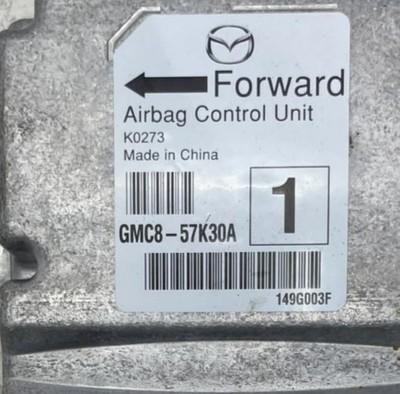 Forward
Airbag Control Unit
K0273
Made in China
1
GMC8-57K30A
149G003F